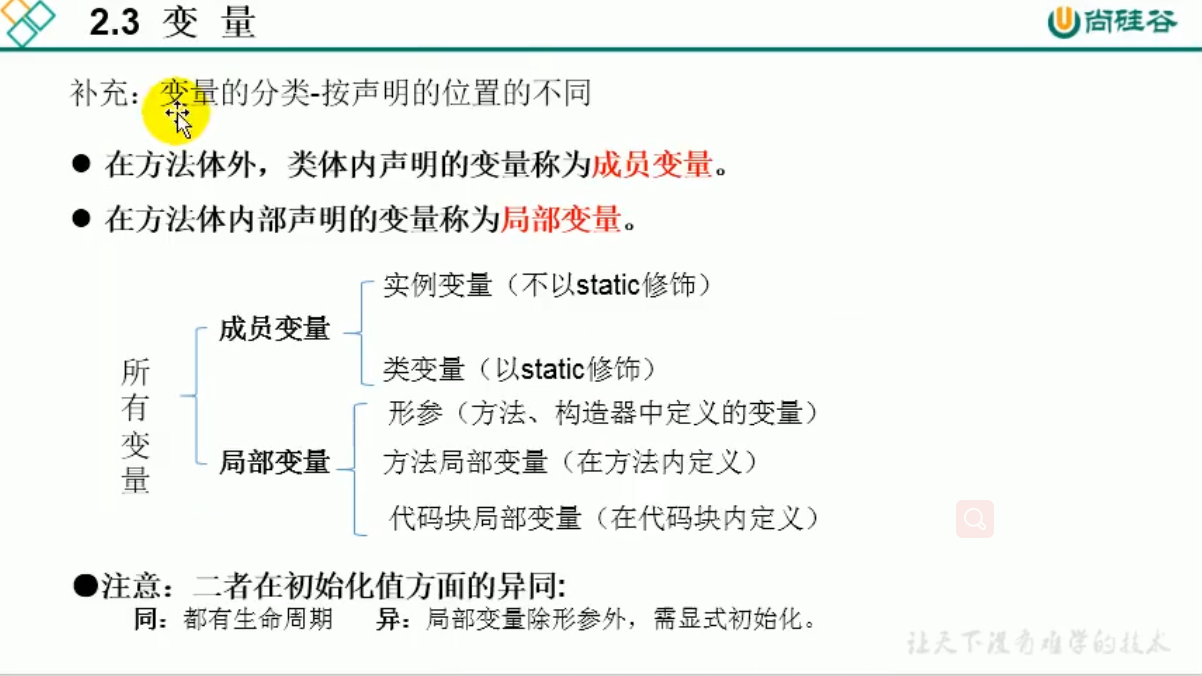 2.3 变 量
尚硅谷
补充：变量的分类-按声明的位置的不同
● 在方法体外，类体内声明的变量称为成员变量。
● 在方法体内部声明的变量称为局部变量。
所有变量
成员变量
实例变量（不以static修饰）
类变量（以static修饰）
局部变量
形参（方法、构造器中定义的变量）
方法局部变量（在方法内定义）
代码块局部变量（在代码块内定义）
●注意：二者在初始化值方面的异同:
同：都有生命周期 异：局部变量除形参外，需显式初始化。
让天下没有难学的技术